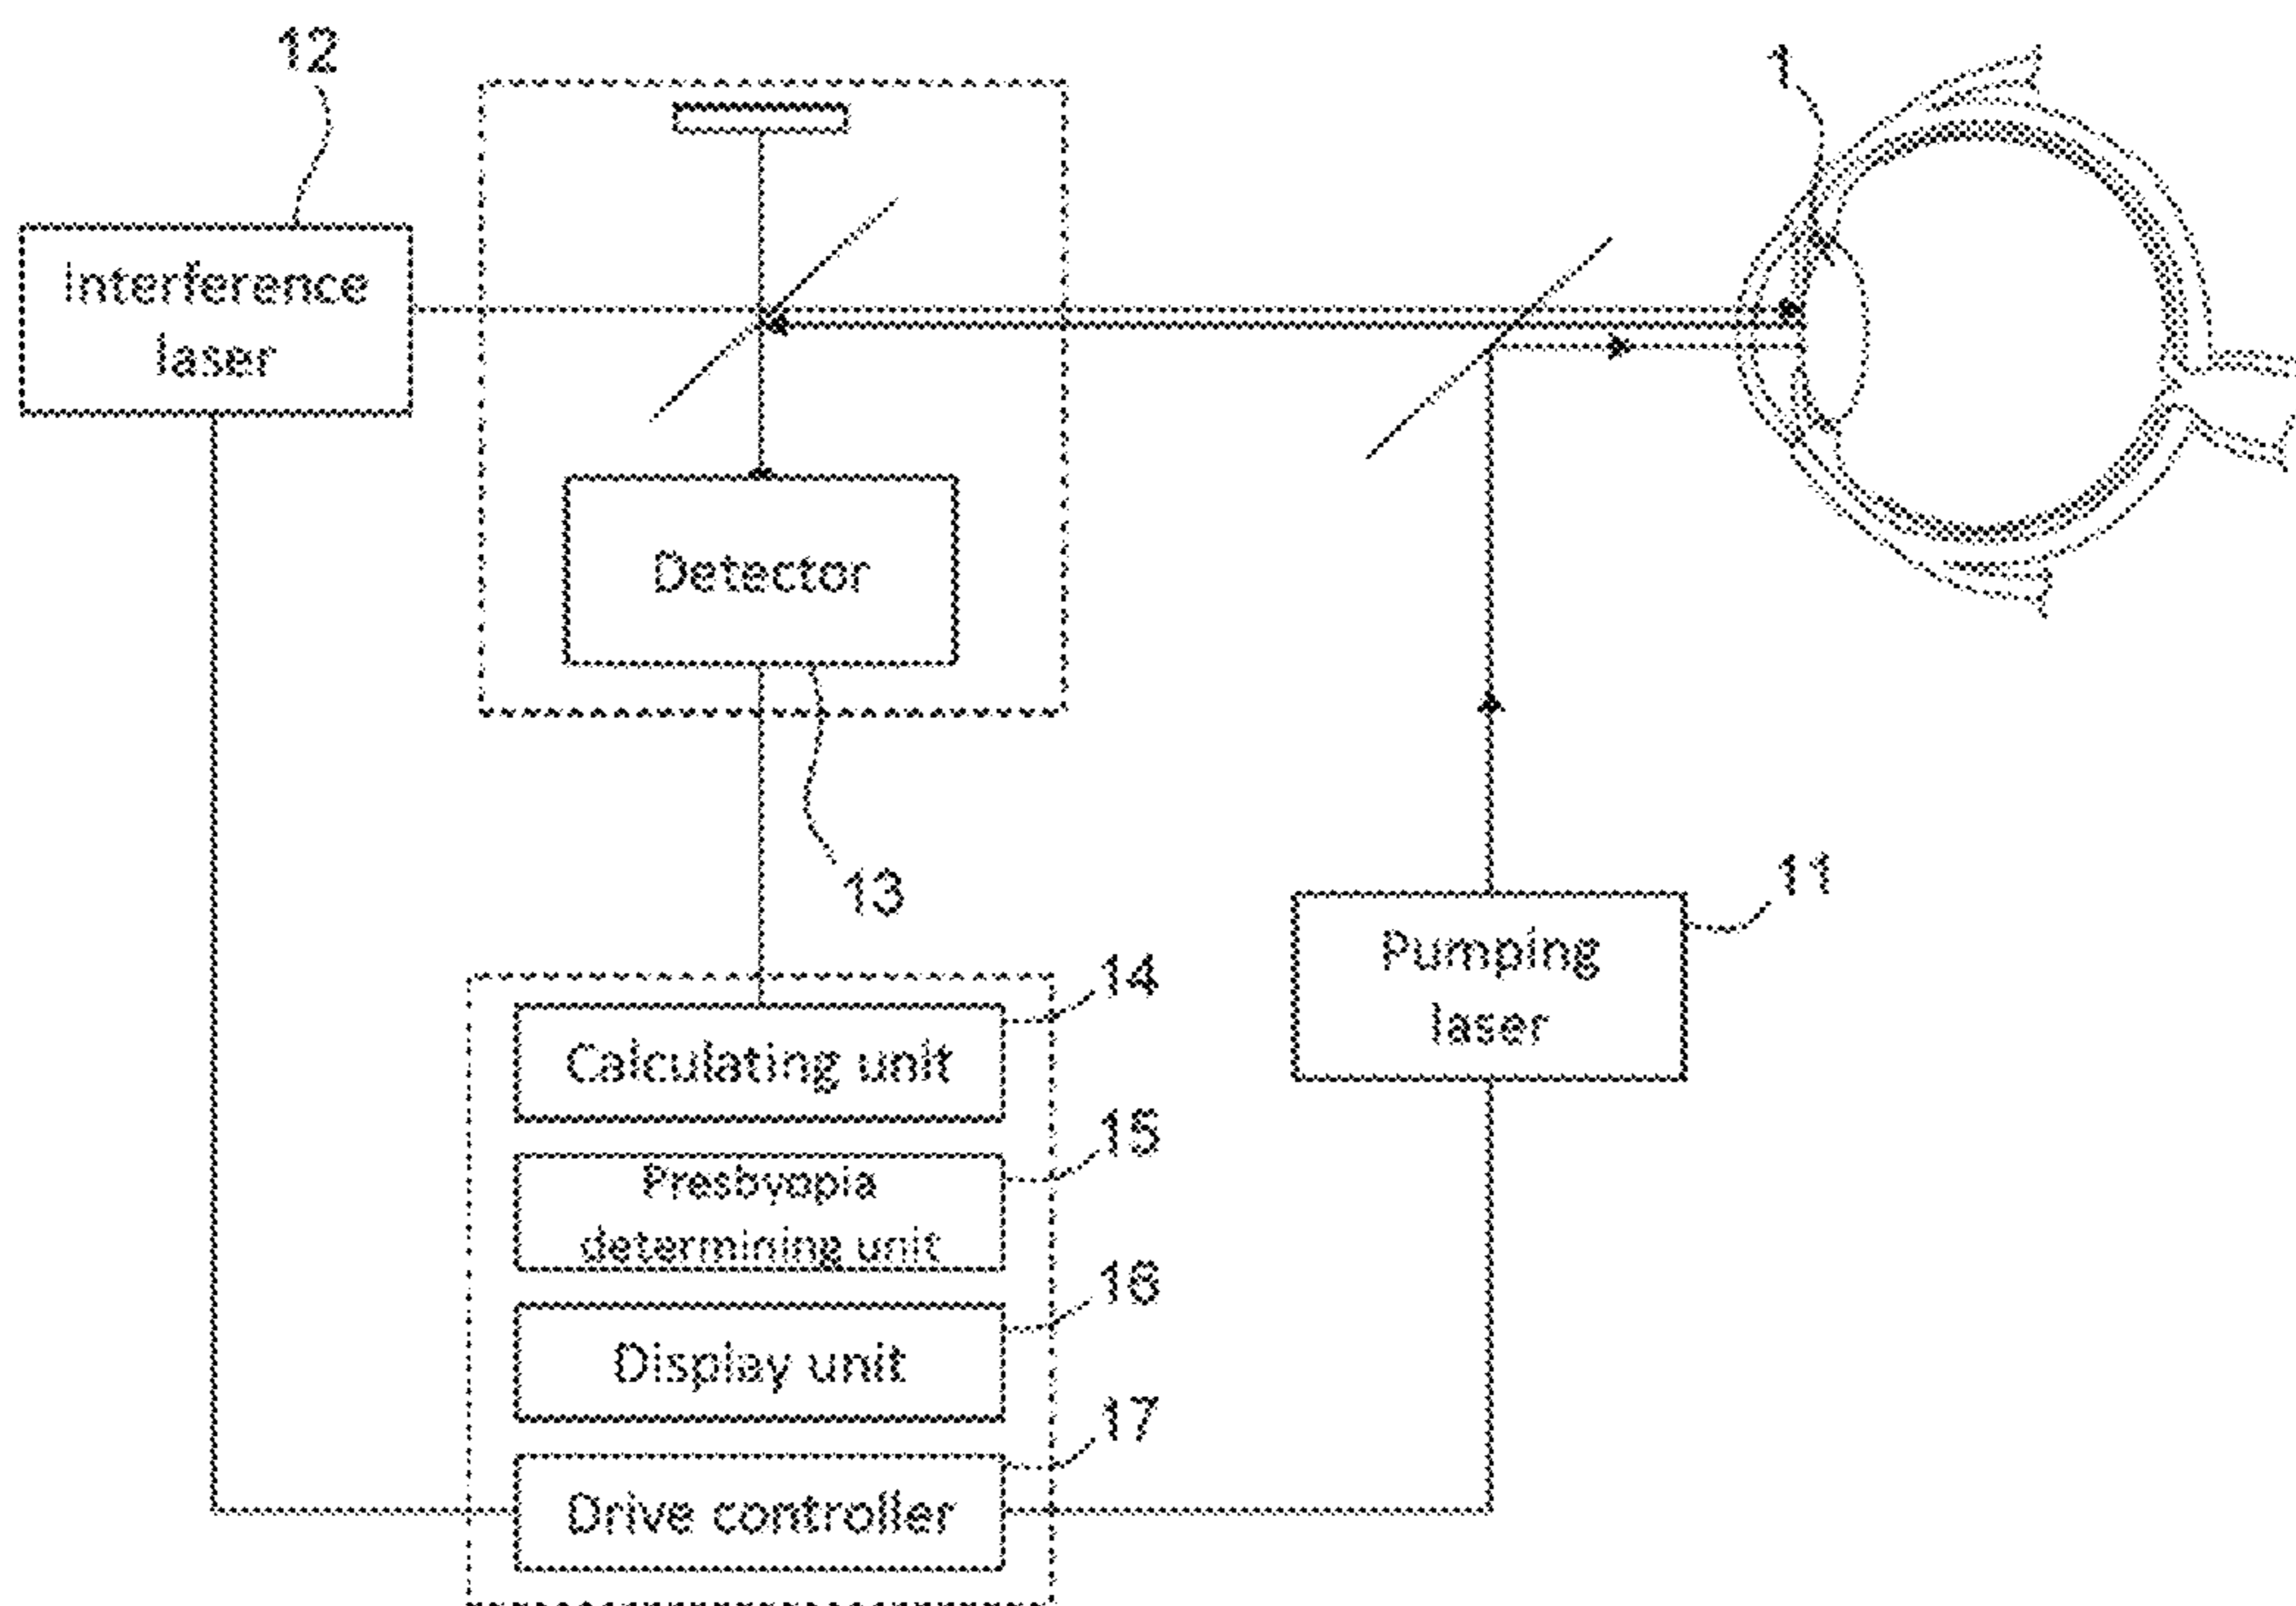 12
1
Interference
laser
Detector
13
11
Pumping
laser
14
Calculating unit
15
Presbyopia
determining unit
16
Display unit
17
Drive controller